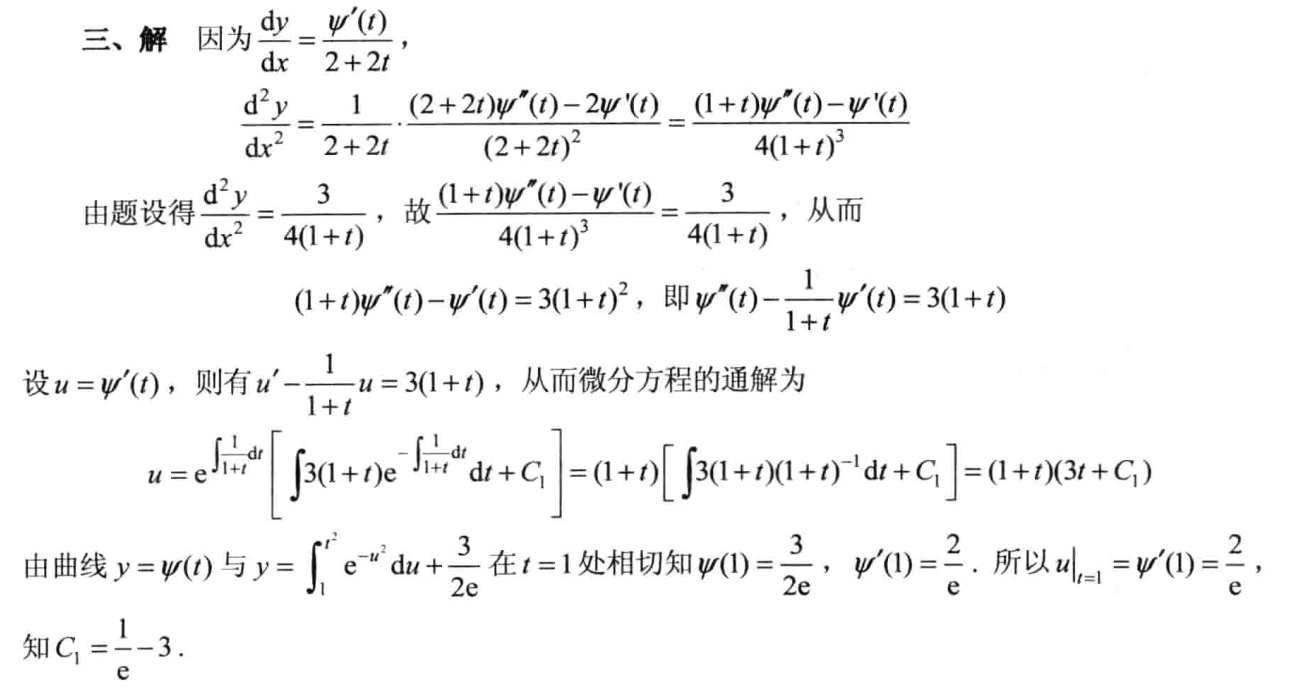 三、解 因为 $\frac{dy}{dx}=\frac{\psi'(t)}{2+2t}$，
$\frac{d^2y}{dx^2}=\frac{1}{2+2t}\cdot\frac{(2+2t)\psi''(t)-2\psi'(t)}{(2+2t)^2}=\frac{(1+t)\psi''(t)-\psi'(t)}{4(1+t)^3}$
由题设得 $\frac{d^2y}{dx^2}=\frac{3}{4(1+t)}$，故 $\frac{(1+t)\psi''(t)-\psi'(t)}{4(1+t)^3}=\frac{3}{4(1+t)}$，从而
$(1+t)\psi''(t)-\psi'(t)=3(1+t)^2$，即 $\psi''(t)-\frac{1}{1+t}\psi'(t)=3(1+t)$
设 $u=\psi'(t)$，则有 $u'-\frac{1}{1+t}u=3(1+t)$，从而微分方程的通解为
$u=e^{\int\frac{1}{1+t}dt}\left[\int 3(1+t)e^{-\int\frac{1}{1+t}dt}dt+C_1\right]=(1+t)\left[\int 3(1+t)(1+t)^{-1}dt+C_1\right]=(1+t)(3t+C_1)$
由曲线 $y=\psi(t)$ 与 $y=\int_1^{t^2}e^{-u^2}du+\frac{3}{2e}$ 在 $t=1$ 处相切知 $\psi(1)=\frac{3}{2e}$，$\psi'(1)=\frac{2}{e}$．所以 $u|_{t=1}=\psi'(1)=\frac{2}{e}$，
知 $C_1=\frac{1}{e}-3$．